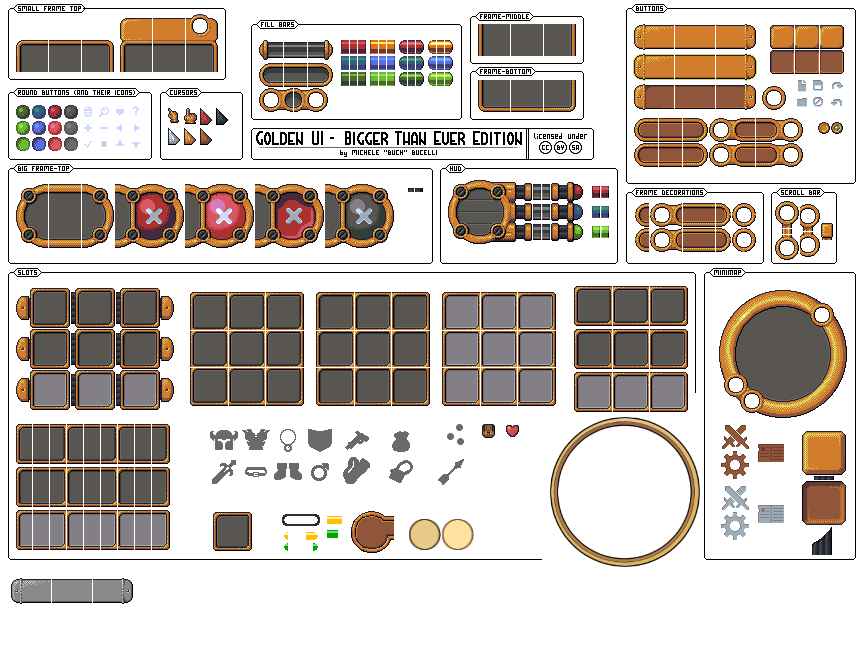 SMALL FRAME TOP
FILL BARS
FRAME-MIDDLE
BUTTONS
FRAME-BOTTOM
ROUND BUTTONS (AND THEIR ICONS)
CURSORS
GOLDEN UI - BIGGER THAN EVER EDITION
by MICHELE "BUCH" BUCELLI
licensed under
CC BY SA
BIG FRAME-TOP
HUD
FRAME DECORATIONS
SCROLL BAR
SLOTS
MINIMAP